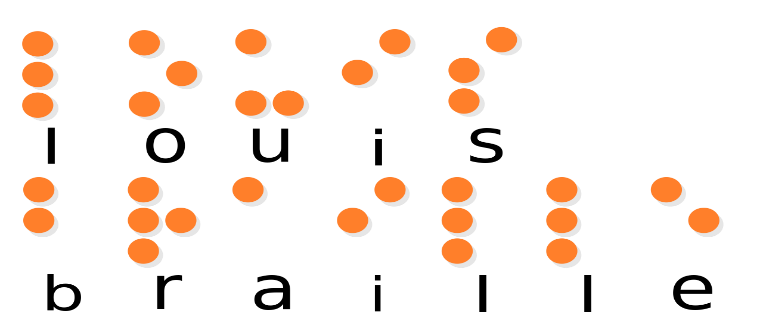 ⠇⠕⠥⠊⠎
louis
⠃⠗⠁⠊⠇⠇⠑
braille